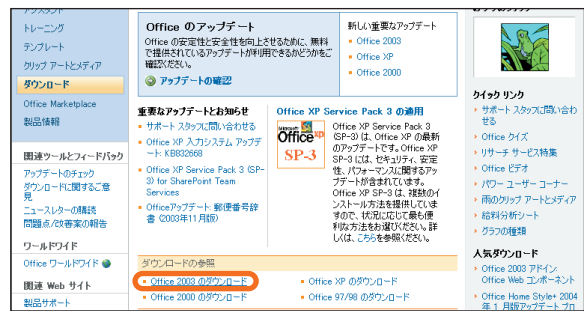 トレーニング
テンプレート
クリップ アートとメディア
ダウンロード
Office Marketplace
製品情報
関連ツールとフィードバック
アップデートのチェック
ダウンロードに関するご意
見
ニュースレターの購読
問題点/改善案の報告
ワールドワイド
Office ワールドワイド
関連 Web サイト
製品サポート
Office のアップデート
Office の安定性と安全性を向上さ
せるために、無料
で提供されているアップデートが利用
できるかどうかをご
確認ください。
アップデートの確認
新しい重要なアップデート
Office 2003
Office XP
Office 2000
重要なアップデートとお知らせ
サポート スタッフに問い合わせる
Office XP 入力システム アップデ
ート: KB832668
Office XP Service Pack 3 (SP-
3) for SharePoint Team
Services
Officeアップデート: 郵便番号辞
書 (2003年11月版)
Office XP Service Pack 3 の適用
Microsoft
Office xp
SP-3
Office XP Service Pack 3
(SP-3) は、Office XP の最新
のアップデートです。Office XP
SP-3 には、セキュリティ、安定
性、パフォーマンスに関するアッ
プデートが含まれています。
Office XP SP-3 は、複数のイ
ンストール方法を提供していま
すので、状況に応じて最も便
利な方法をお選びください。詳
しくは、こちらを参照ください。
ダウンロードの参照
Office 2003 のダウンロード
Office XP のダウンロード
Office 2000 のダウンロード
Office 97/98 のダウンロード
クイック リンク
サポート スタッフに問い合わ
せる
Office クイズ
リサーチ サービス特集
Office ビデオ
パワー ユーザー コーナー
雨のクリップ アートとメディア
給料分析シート
グラフの種類
人気ダウンロード
Office 2003 アドイン:
Office Web コンポーネント
Office Home Style+ 2004
年 1 月版アップデート プロ